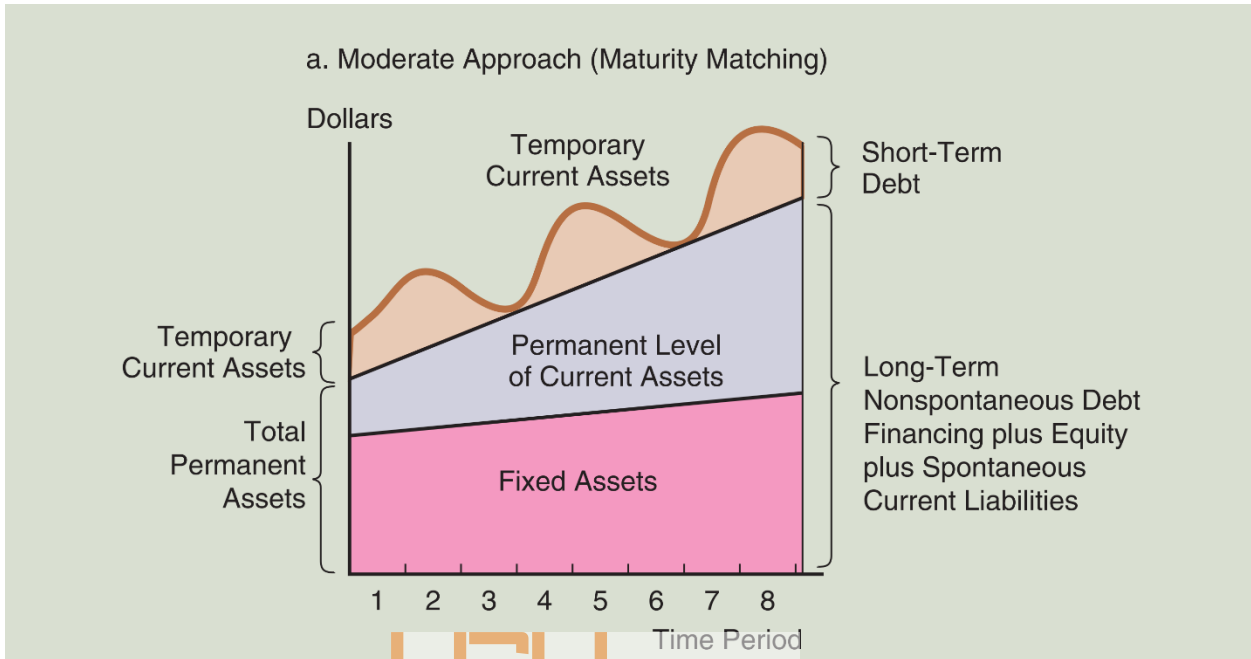 a. Moderate Approach (Maturity Matching)
Dollars
Temporary
Current Assets
Short-Term
Debt
Temporary
Current Assets
Permanent Level
of Current Assets
Total
Permanent
Assets
Fixed Assets
Long-Term
Nonspontaneous Debt
Financing plus Equity
plus Spontaneous
Current Liabilities
1 2 3 4 5 6 7 8
Time Period